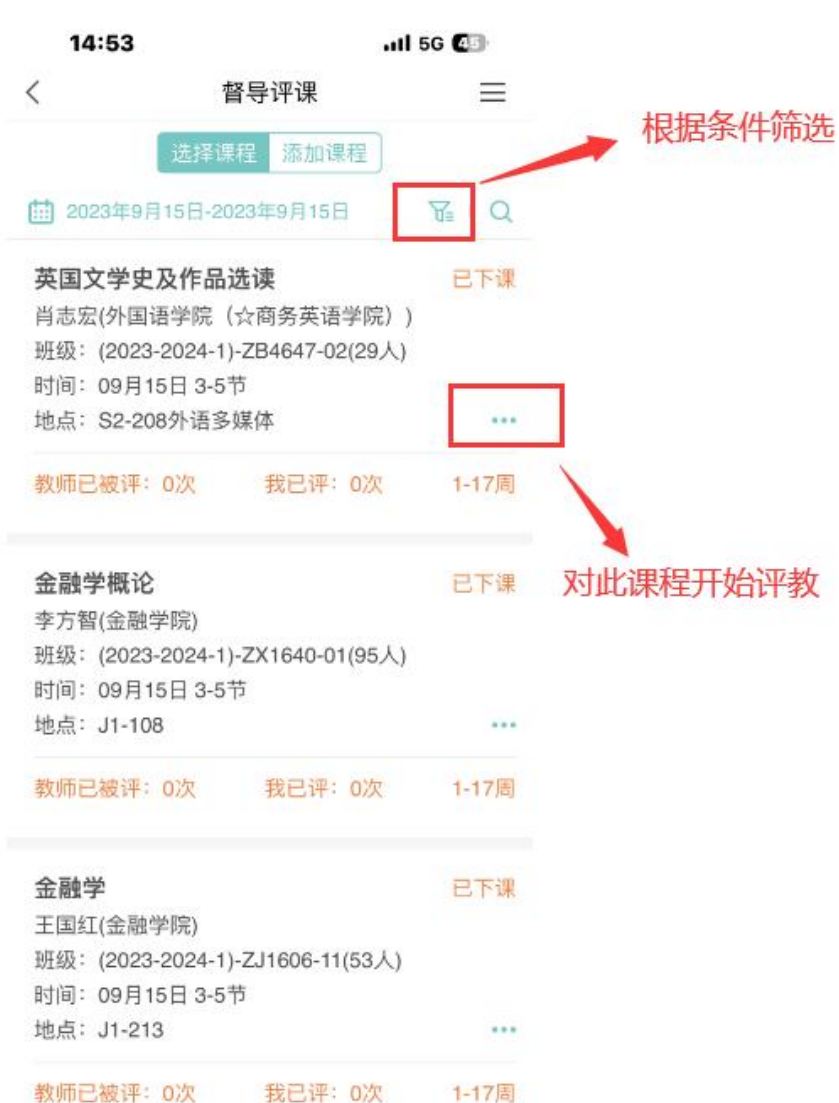 14:53
5G 45
督导评课
选择课程 添加课程
根据条件筛选
2023年9月15日-2023年9月15日
英国文学史及作品选读 已下课
肖志宏(外国语学院（☆商务英语学院）)
班级：(2023-2024-1)-ZB4647-02(29人)
时间：09月15日 3-5节
地点：S2-208外语多媒体
教师已被评：0次 我已评：0次 1-17周
对此课程开始评教
金融学概论 已下课
李方智(金融学院)
班级：(2023-2024-1)-ZX1640-01(95人)
时间：09月15日 3-5节
地点：J1-108
教师已被评：0次 我已评：0次 1-17周
金融学 已下课
王国红(金融学院)
班级：(2023-2024-1)-ZJ1606-11(53人)
时间：09月15日 3-5节
地点：J1-213
教师已被评：0次 我已评：0次 1-17周